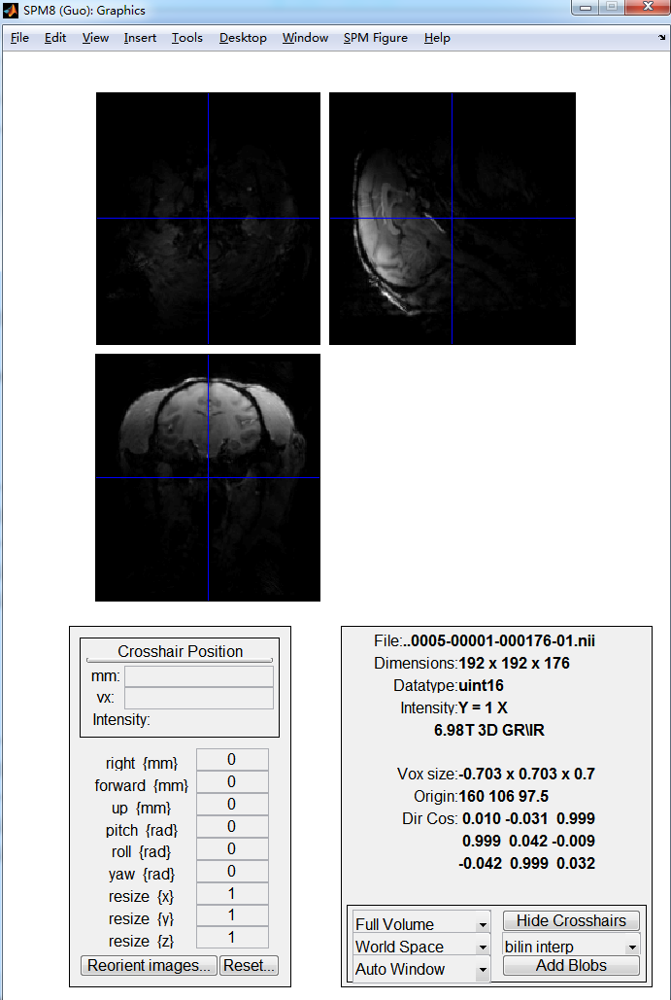 SPM8 (Guo): Graphics
File Edit View Insert Tools Desktop Window SPM Figure Help
Crosshair Position
mm:
vx:
Intensity:
right {mm} 0
forward {mm} 0
up {mm} 0
pitch {rad} 0
roll {rad} 0
yaw {rad} 0
resize {x} 1
resize {y} 1
resize {z} 1
Reorient images... Reset...
File:..0005-00001-000176-01.nii
Dimensions:192 x 192 x 176
Datatype:uint16
Intensity:Y = 1 X
6.98T 3D GR\IR
Vox size:-0.703 x 0.703 x 0.7
Origin:160 106 97.5
Dir Cos: 0.010 -0.031 0.999
0.999 0.042 -0.009
-0.042 0.999 0.032
Full Volume Hide Crosshairs
World Space bilin interp
Auto Window Add Blobs